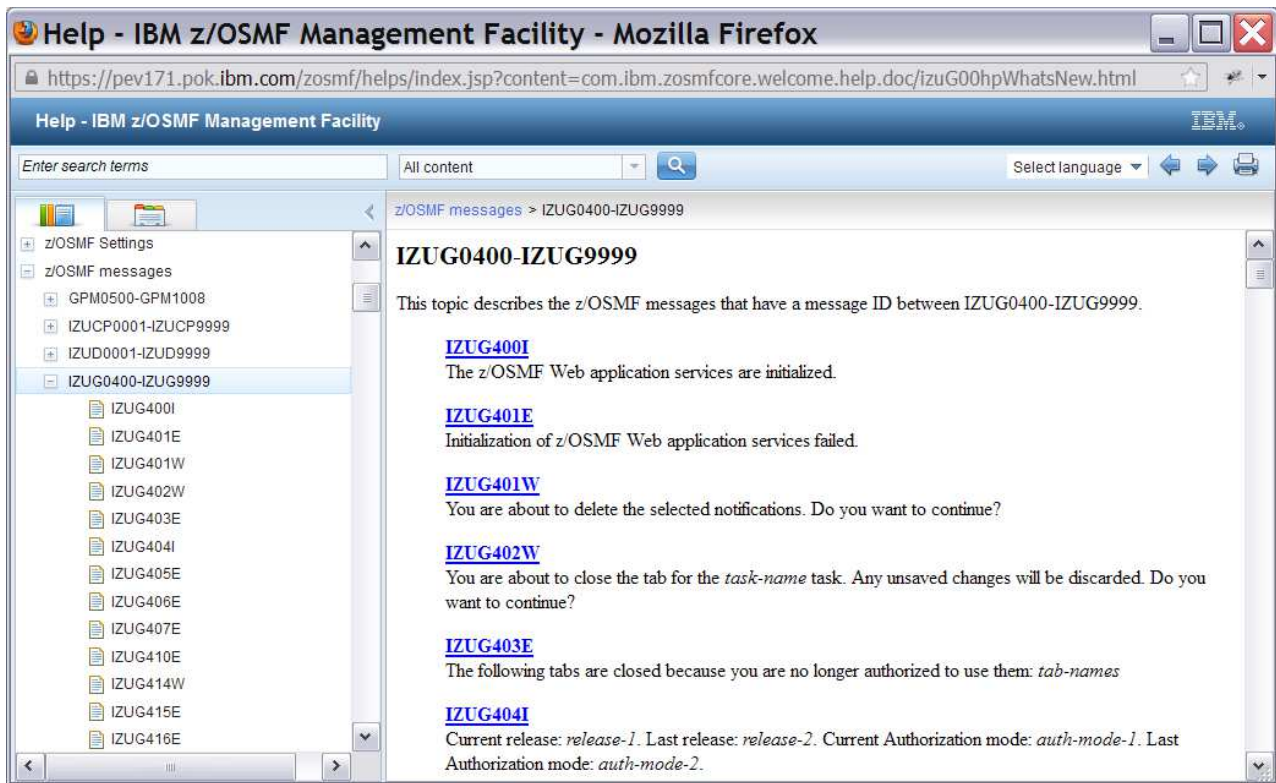 Help - IBM z/OSMF Management Facility - Mozilla Firefox
https://pev171.pok.ibm.com/zosmf/helps/index.jsp?content=com.ibm.zosmfcore.welcome.help.doc/izuG00hpWhatsNew.html
Help - IBM z/OSMF Management Facility
IBM®
Enter search terms
All content
Select language
z/OSMF Settings
z/OSMF messages
GPM0500-GPM1008
IZUCP0001-IZUCP9999
IZUD0001-IZUD9999
IZUG0400-IZUG9999
IZUG400I
IZUG401E
IZUG401W
IZUG402W
IZUG403E
IZUG404I
IZUG405E
IZUG406E
IZUG407E
IZUG410E
IZUG414W
IZUG415E
IZUG416E
z/OSMF messages > IZUG0400-IZUG9999
IZUG0400-IZUG9999
This topic describes the z/OSMF messages that have a message ID between IZUG0400-IZUG9999.
IZUG400I
The z/OSMF Web application services are initialized.
IZUG401E
Initialization of z/OSMF Web application services failed.
IZUG401W
You are about to delete the selected notifications. Do you want to continue?
IZUG402W
You are about to close the tab for the task-name task. Any unsaved changes will be discarded. Do you
want to continue?
IZUG403E
The following tabs are closed because you are no longer authorized to use them: tab-names
IZUG404I
Current release: release-1. Last release: release-2. Current Authorization mode: auth-mode-1. Last
Authorization mode: auth-mode-2.